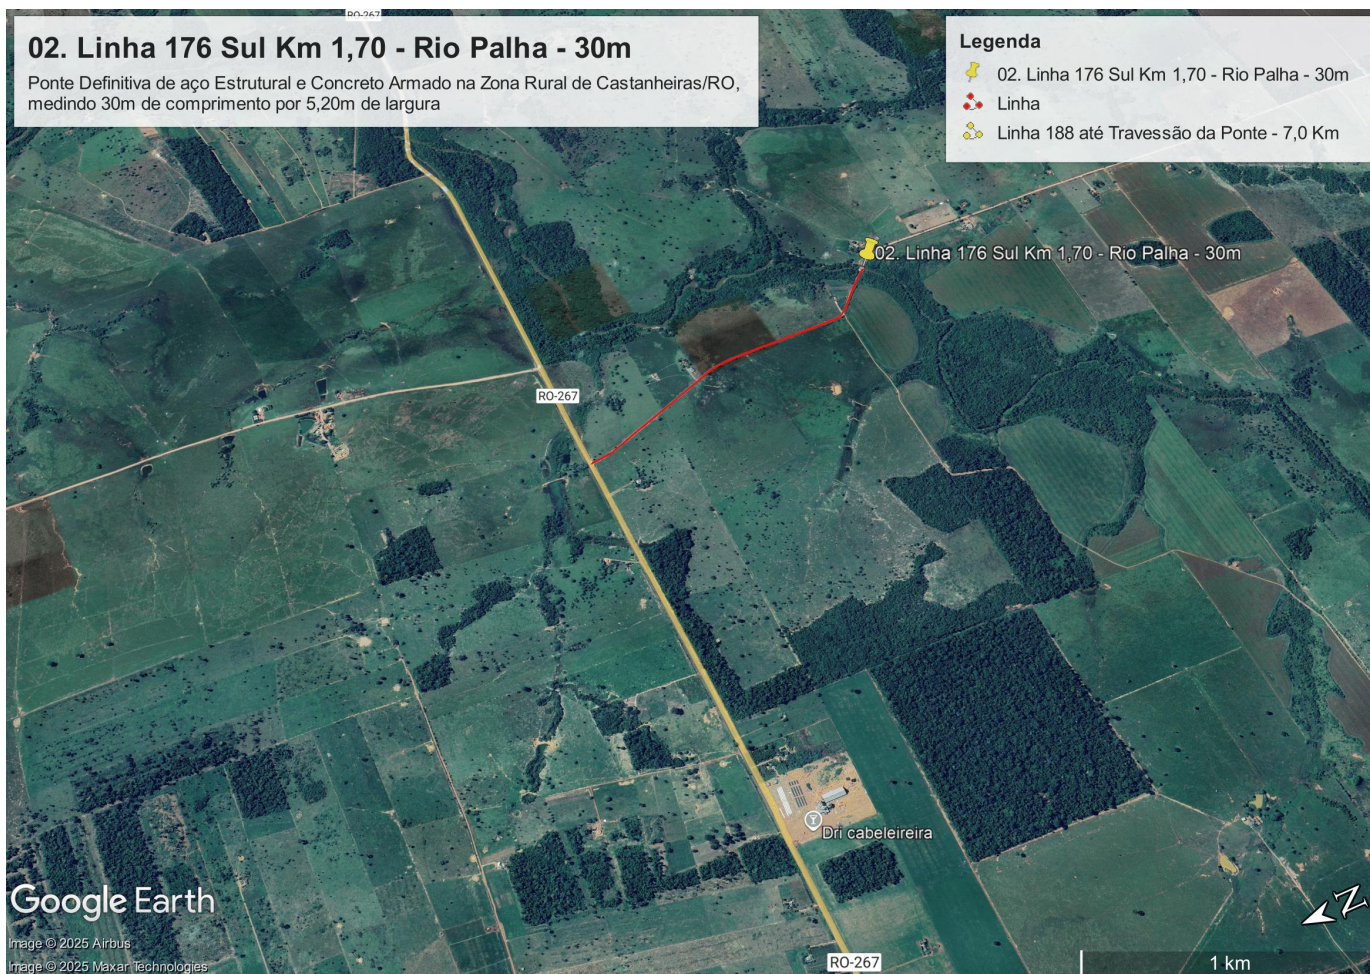 RO-267
02. Linha 176 Sul Km 1,70 - Rio Palha - 30m
Ponte Definitiva de aço Estrutural e Concreto Armado na Zona Rural de Castanheiras/RO,
medindo 30m de comprimento por 5,20m de largura
Legenda
02. Linha 176 Sul Km 1,70 - Rio Palha - 30m
Linha
Linha 188 até Travessão da Ponte - 7,0 Km
02. Linha 176 Sul Km 1,70 - Rio Palha - 30m
RO-267
Dri cabeleireira
Google Earth
Image © 2025 Airbus
Image © 2025 Maxar Technologies
N
RO-267
1 km